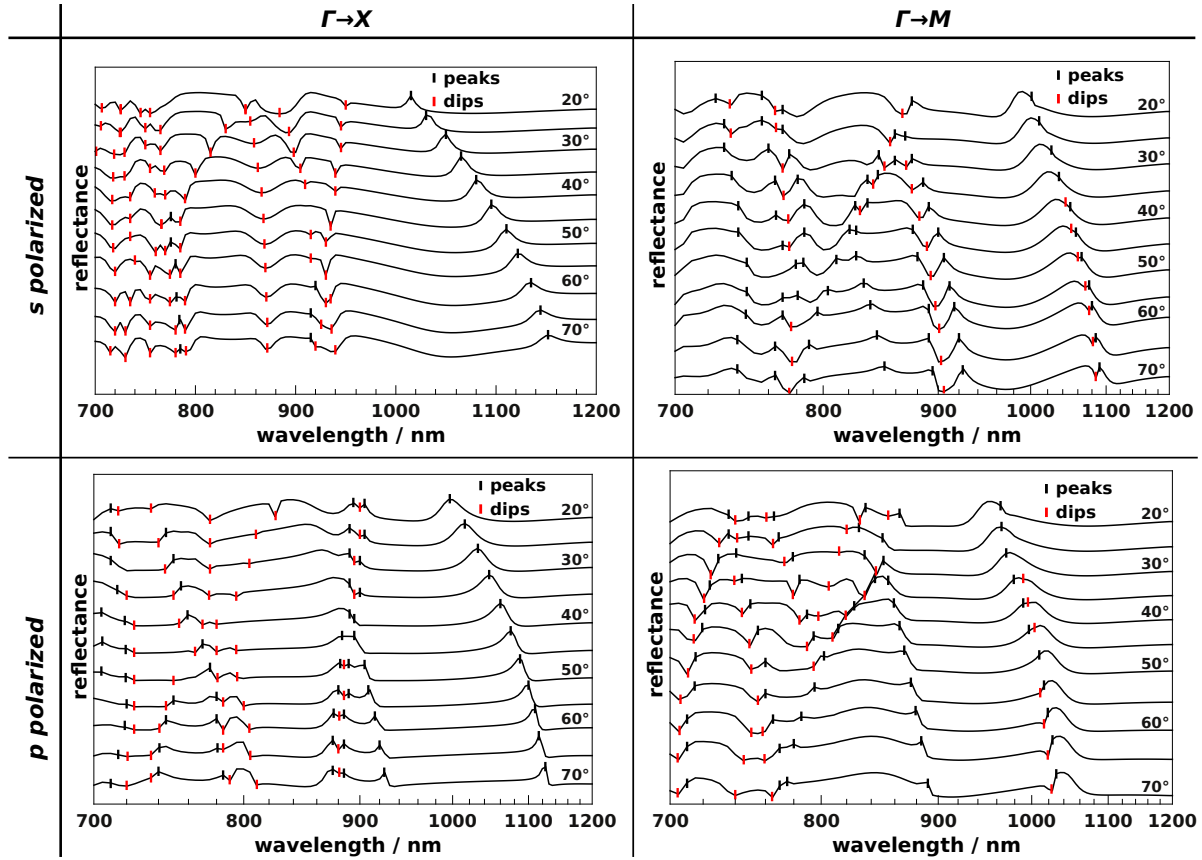 Γ→X
Γ→M
s polarized
reflectance
peaks
dips
20°
30°
40°
50°
60°
70°
700 800 900 1000 1100 1200
wavelength / nm
reflectance
peaks
dips
20°
30°
40°
50°
60°
70°
700 800 900 1000 1100 1200
wavelength / nm
p polarized
reflectance
peaks
dips
20°
30°
40°
50°
60°
70°
700 800 900 1000 1100 1200
wavelength / nm
reflectance
peaks
dips
20°
30°
40°
50°
60°
70°
700 800 900 1000 1100 1200
wavelength / nm